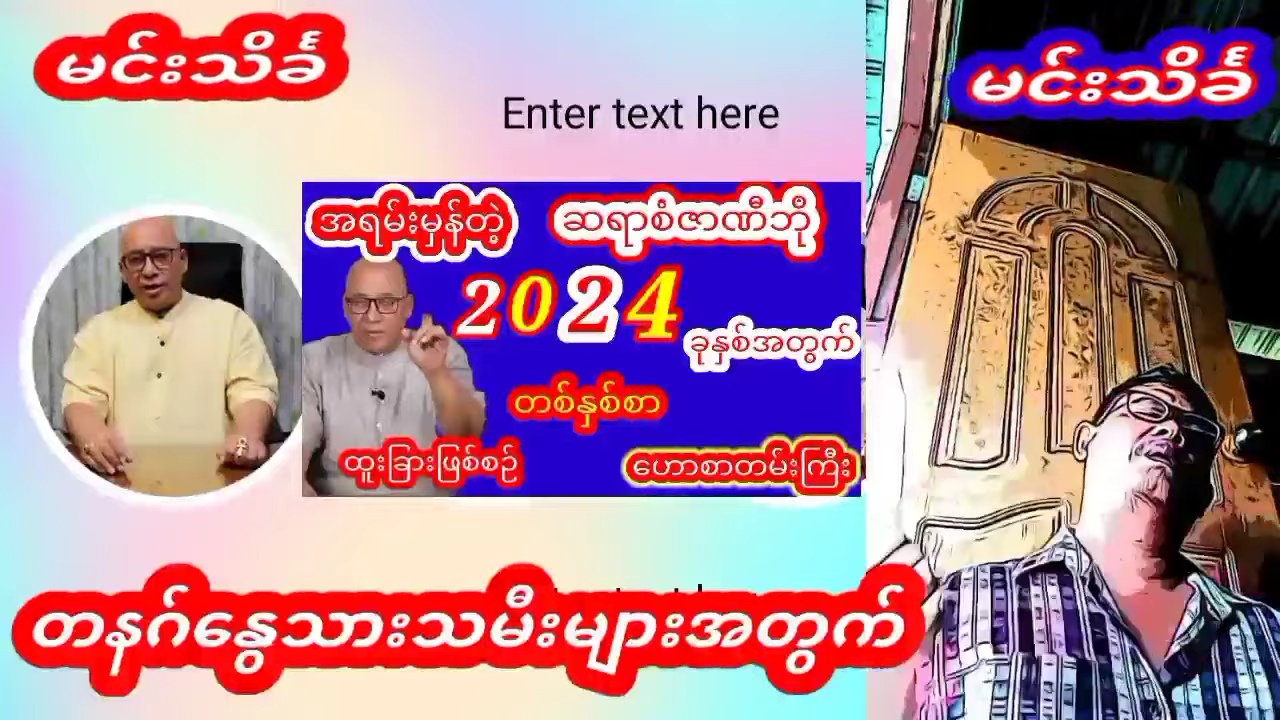 မင်းသိင်္ခ
မင်းသိင်္ခ
Enter text here
အရမ်းမှန်တဲ့ ဆရာစံဇာဏီဘို
2024
ခုနှစ်အတွက်
တစ်နှစ်စာ
ထူးခြားဖြစ်စဉ်
ဟောစာတမ်းကြီး
တနင်္ဂနွေသားသမီးများအတွက်